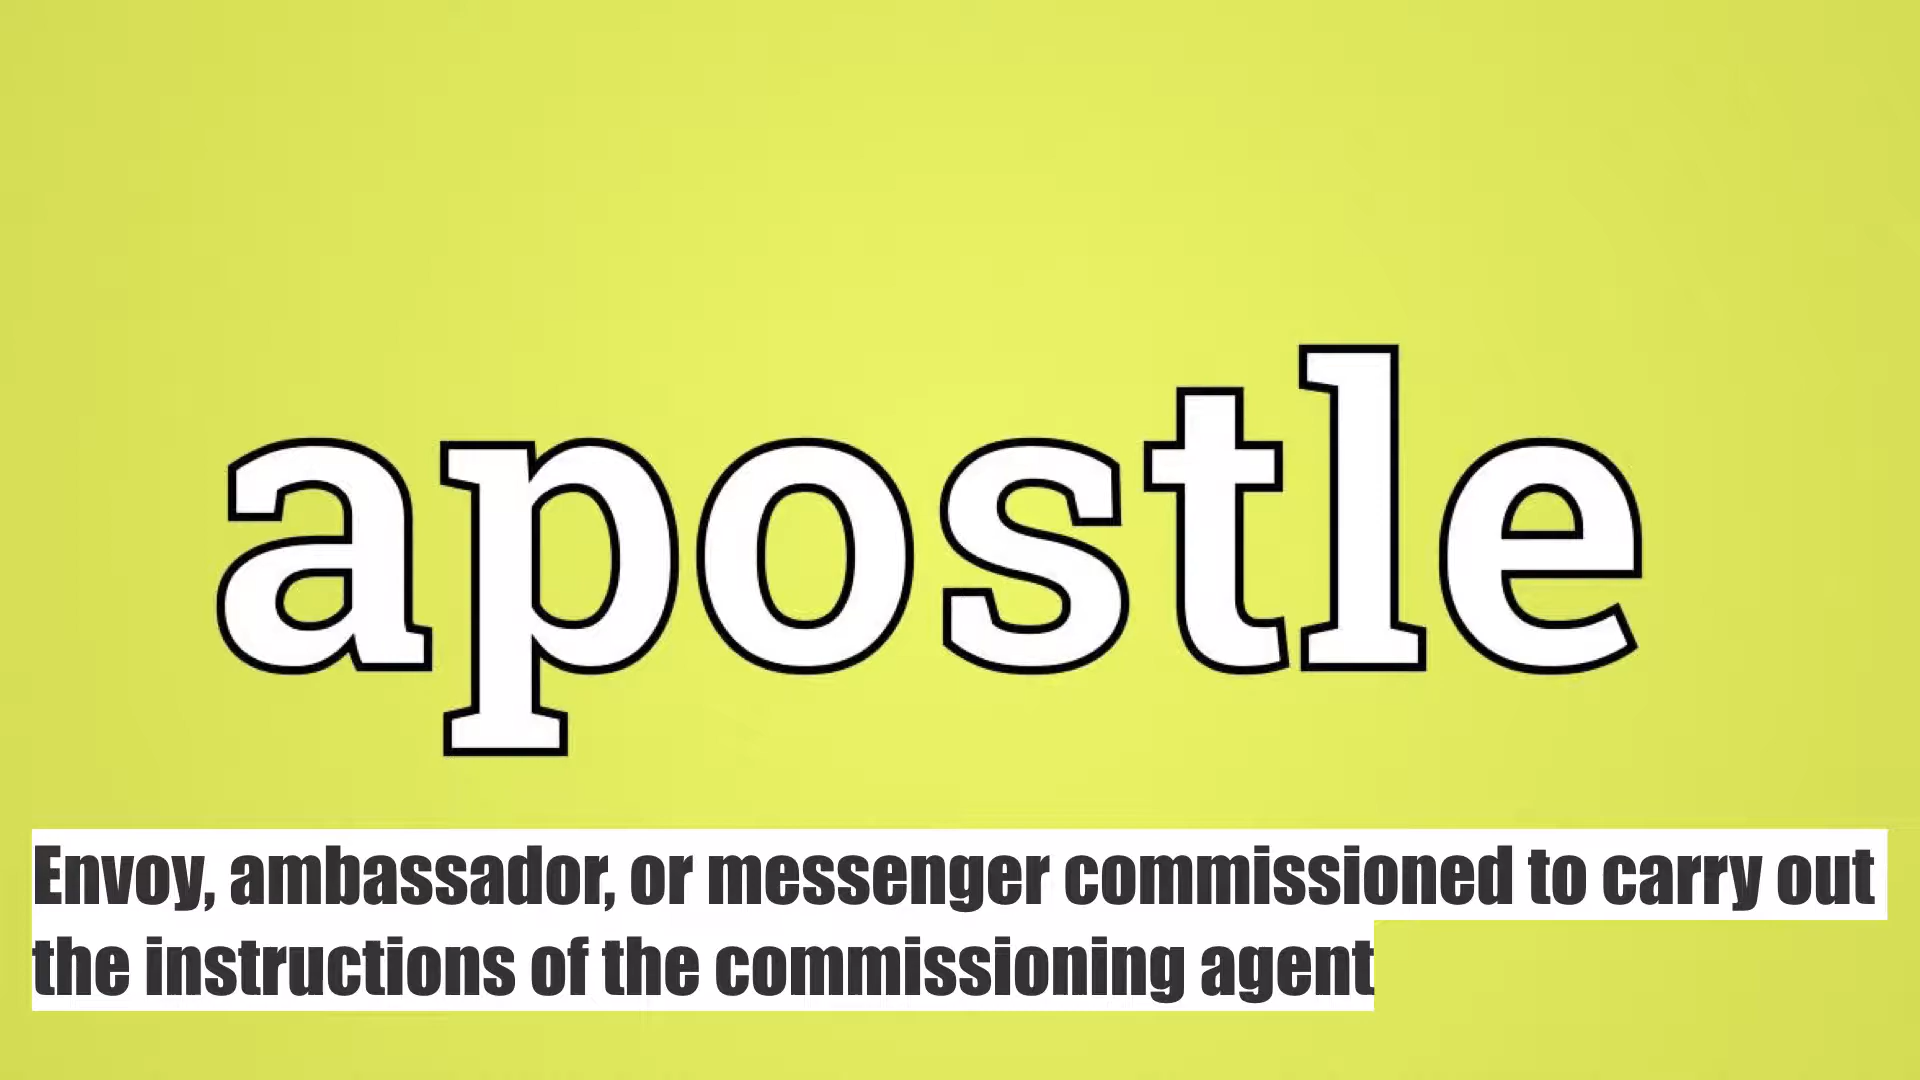 apostle
Envoy, ambassador, or messenger commissioned to carry out
the instructions of the commissioning agent